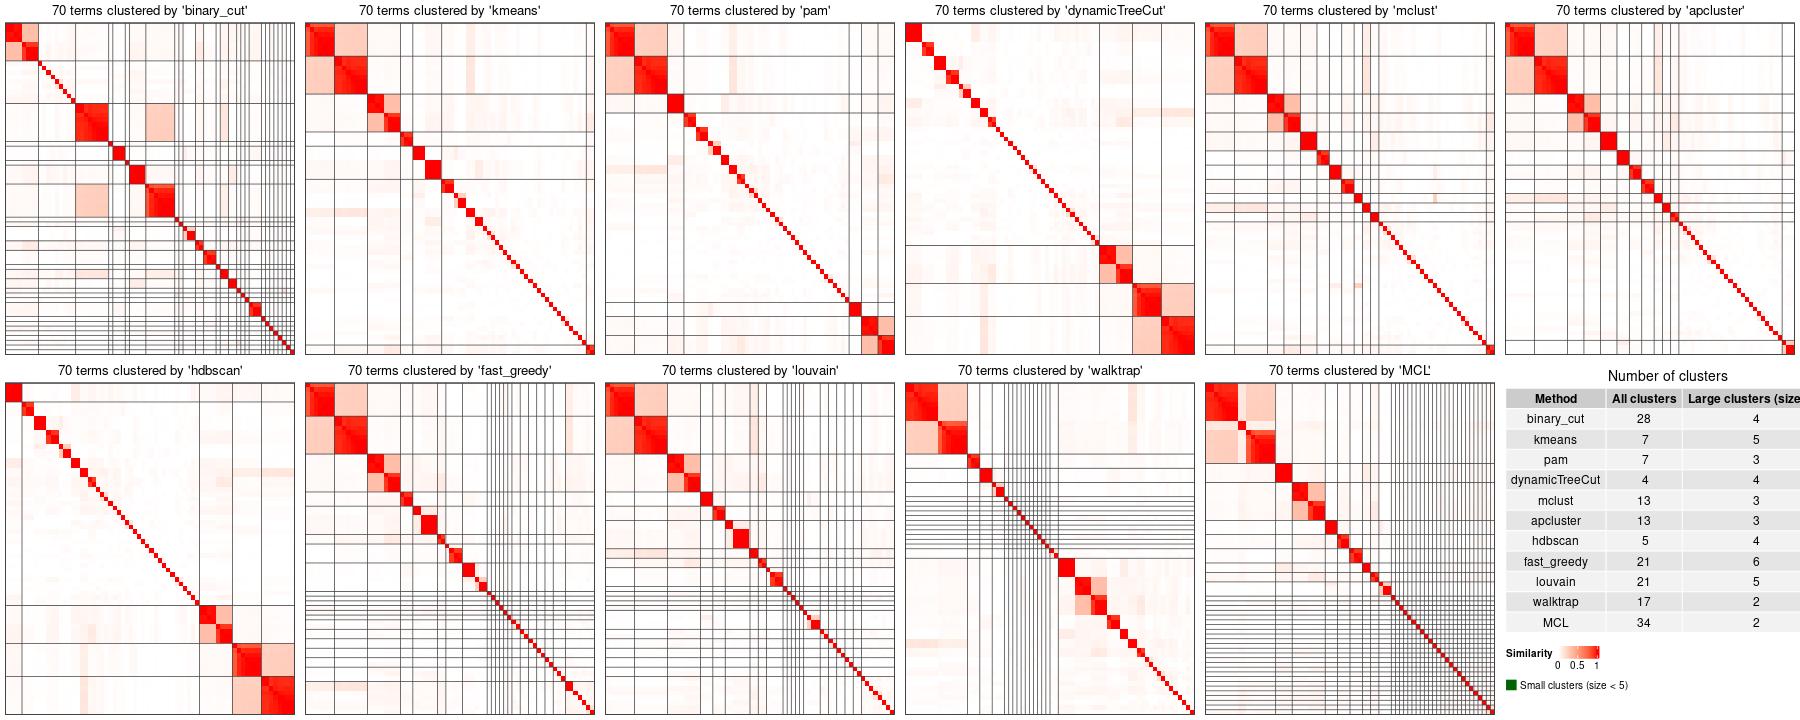 70 terms clustered by 'binary_cut'
70 terms clustered by 'kmeans'
70 terms clustered by 'pam'
70 terms clustered by 'dynamicTreeCut'
70 terms clustered by 'mclust'
70 terms clustered by 'apcluster'
70 terms clustered by 'hdbscan'
70 terms clustered by 'fast_greedy'
70 terms clustered by 'louvain'
70 terms clustered by 'walktrap'
70 terms clustered by 'MCL'
Number of clusters
Method All clusters Large clusters (size
binary_cut 28 4
kmeans 7 5
pam 7 3
dynamicTreeCut 4 4
mclust 13 3
apcluster 13 3
hdbscan 5 4
fast_greedy 21 6
louvain 21 5
walktrap 17 2
MCL 34 2
Similarity
0 0.5 1
Small clusters (size < 5)